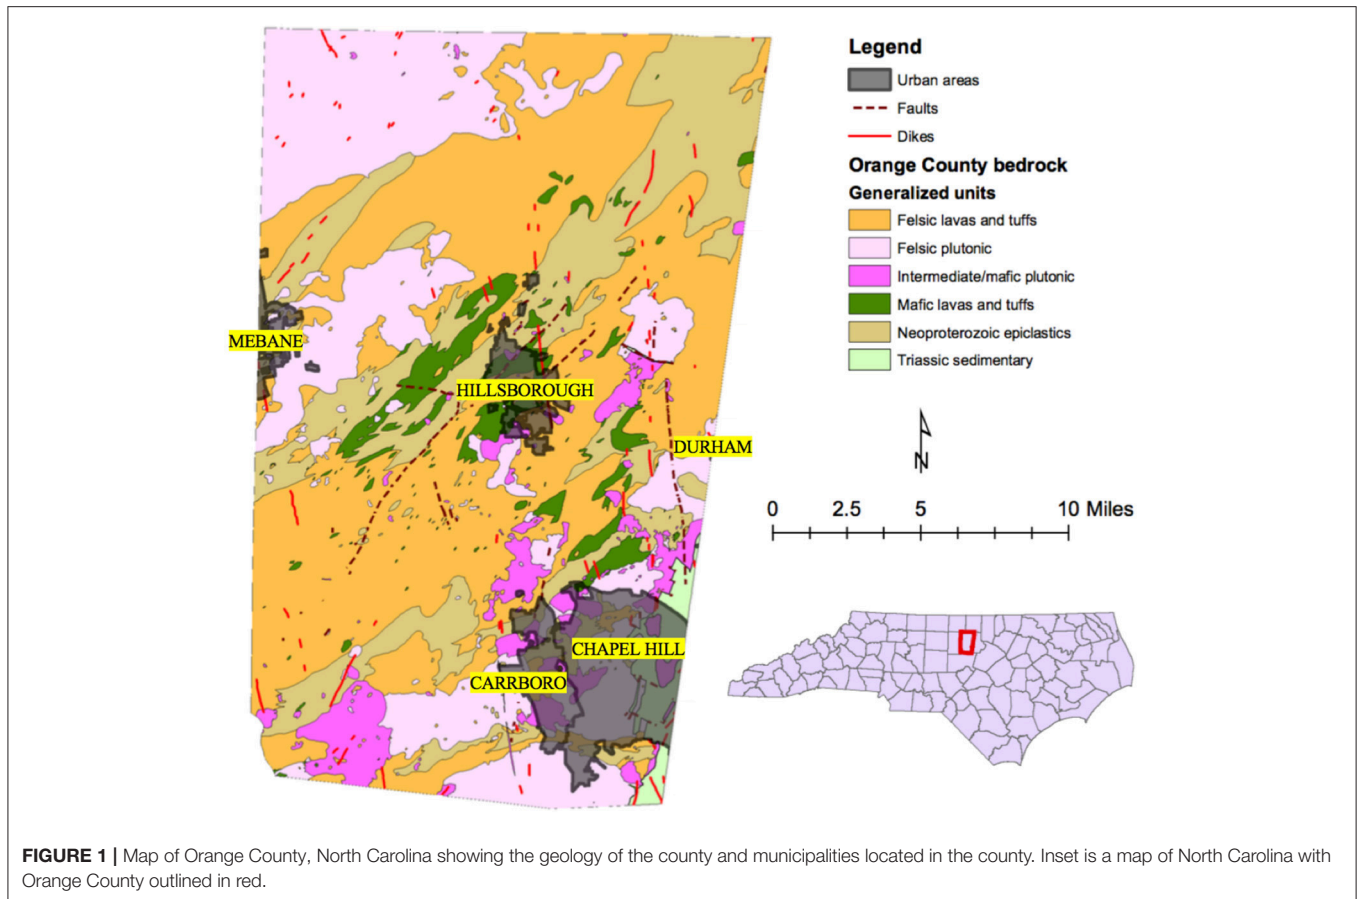 Legend
Urban areas
Faults
Dikes
Orange County bedrock
Generalized units
Felsic lavas and tuffs
Felsic plutonic
Intermediate/mafic plutonic
Mafic lavas and tuffs
Neoproterozoic epiclastics
Triassic sedimentary
MEBANE
HILLSBOROUGH
DURHAM
CHAPEL HILL
CARRBORO
N
0 2.5 5 10 Miles
FIGURE 1 | Map of Orange County, North Carolina showing the geology of the county and municipalities located in the county. Inset is a map of North Carolina with
Orange County outlined in red.